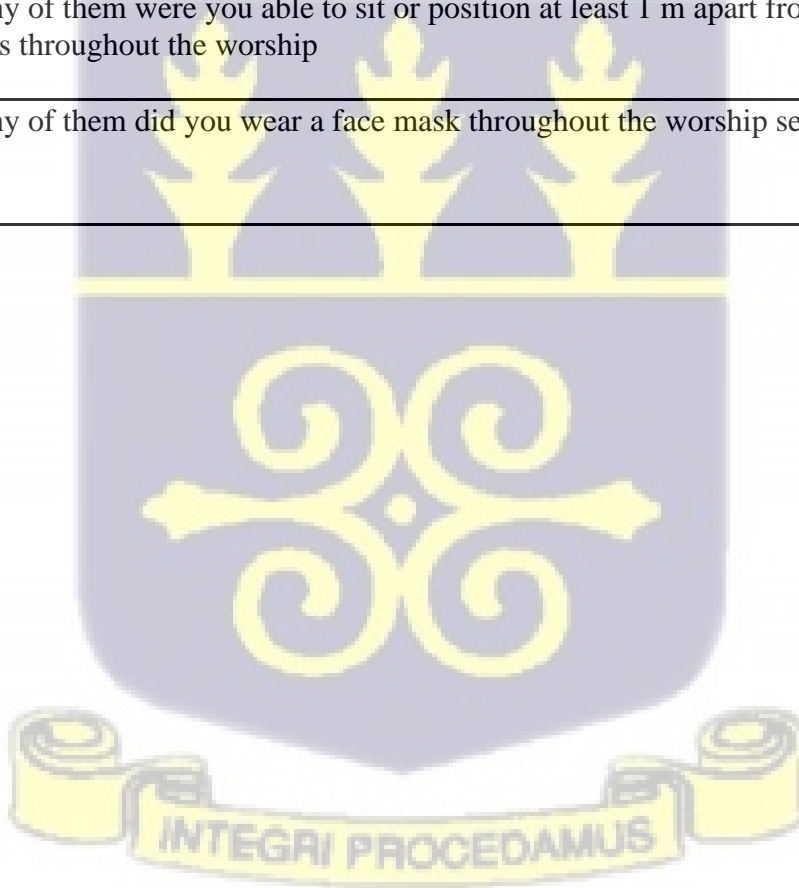 ny of them were you able to sit or position at least 1 m apart fro
s throughout the worship
ny of them did you wear a face mask throughout the worship se
INTEGRI PROCEDAMUS